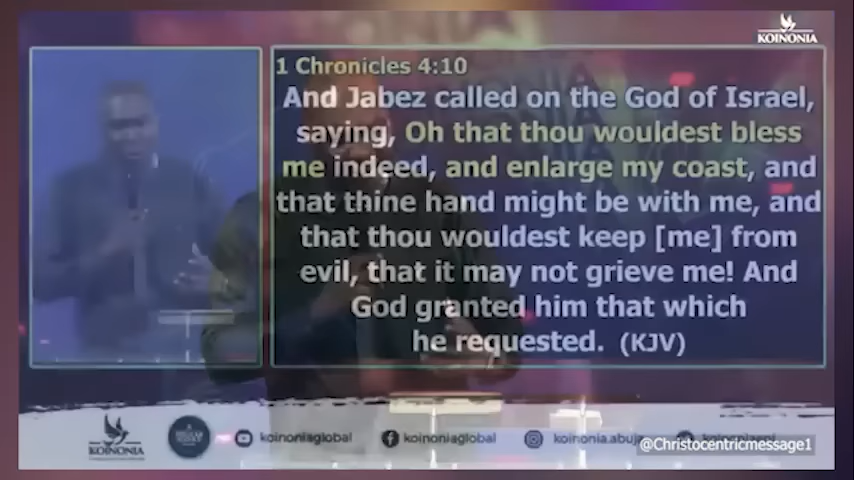 KOINONIA
1 Chronicles 4:10
And Jabez called on the God of Israel,
saying, Oh that thou wouldest bless
me indeed, and enlarge my coast, and
that thine hand might be with me, and
that thou wouldest keep [me] from
evil, that it may not grieve me! And
God granted him that which
he requested. (KJV)
KOINONIA
koinoniaglobal
koinoniaglobal
koinonia.abuja
@Christocentricmessage1